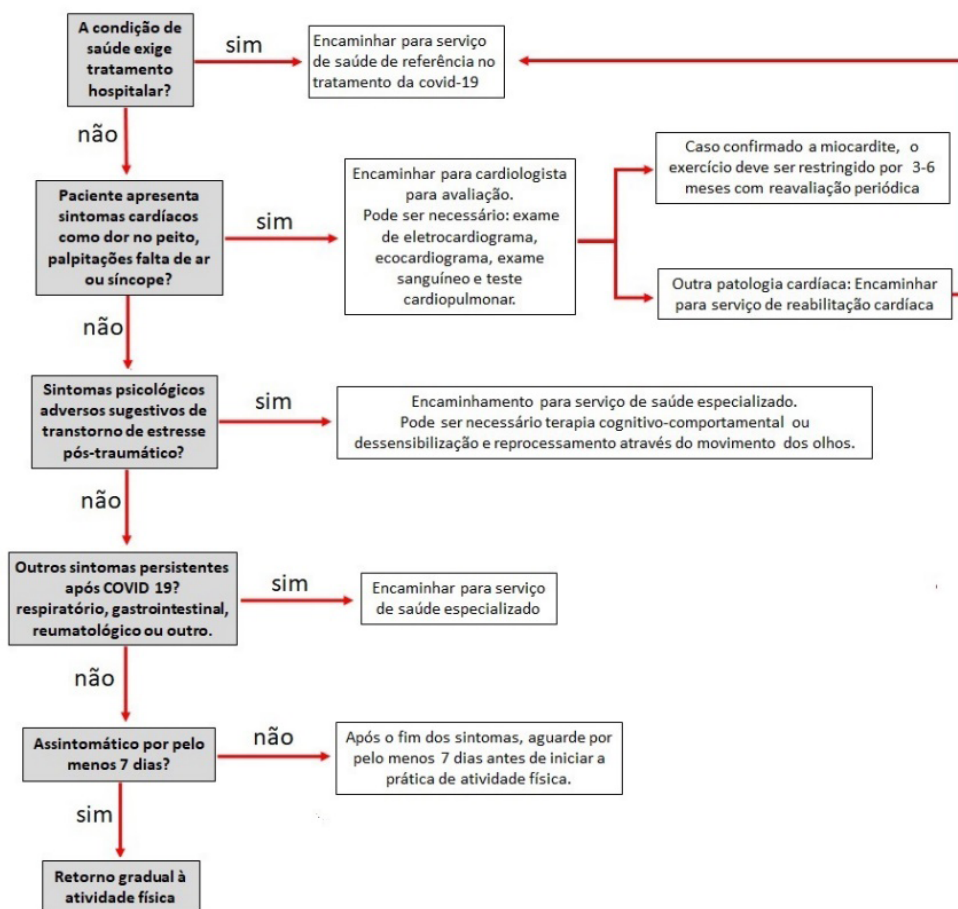 A condição de
saúde exige
tratamento
hospitalar?
sim
Encaminhar para serviço
de saúde de referência no
tratamento da covid-19
não
Paciente apresenta
sintomas cardíacos
como dor no peito,
palpitações falta de ar
ou síncope?
sim
Encaminhar para cardiologista
para avaliação.
Pode ser necessário: exame
de eletrocardiograma,
ecocardiograma, exame
sanguíneo e teste
cardiopulmonar.
Caso confirmado a miocardite, o
exercício deve ser restringido por 3-6
meses com reavaliação periódica
Outra patologia cardíaca: Encaminhar
para serviço de reabilitação cardíaca
não
Sintomas psicológicos
adversos sugestivos de
transtorno de estresse
pós-traumático?
sim
Encaminhamento para serviço de saúde especializado.
Pode ser necessário terapia cognitivo-comportamental ou
dessensibilização e reprocessamento através do movimento dos olhos.
não
Outros sintomas persistentes
após COVID 19?
respiratório, gastrointestinal,
reumatológico ou outro.
sim
Encaminhar para serviço
de saúde especializado
não
Assintomático por pelo
menos 7 dias?
não
Após o fim dos sintomas, aguarde por
pelo menos 7 dias antes de iniciar a
prática de atividade física.
sim
Retorno gradual à
atividade física